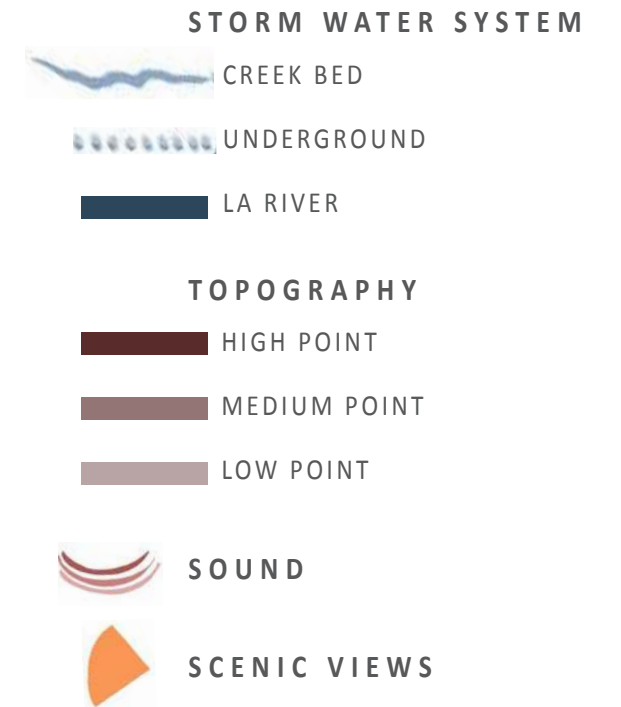 STORM WATER SYSTEM
CREEK BED
UNDERGROUND
LA RIVER
TOPOGRAPHY
HIGH POINT
MEDIUM POINT
LOW POINT
SOUND
SCENIC VIEWS